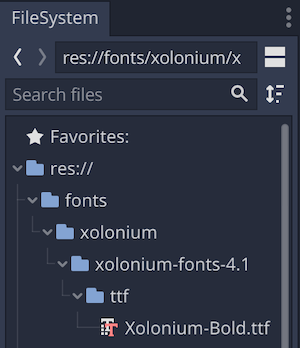 FileSystem
res://fonts/xolonium/x
Search files
Favorites:
res://
fonts
xolonium
xolonium-fonts-4.1
ttf
Xolonium-Bold.ttf